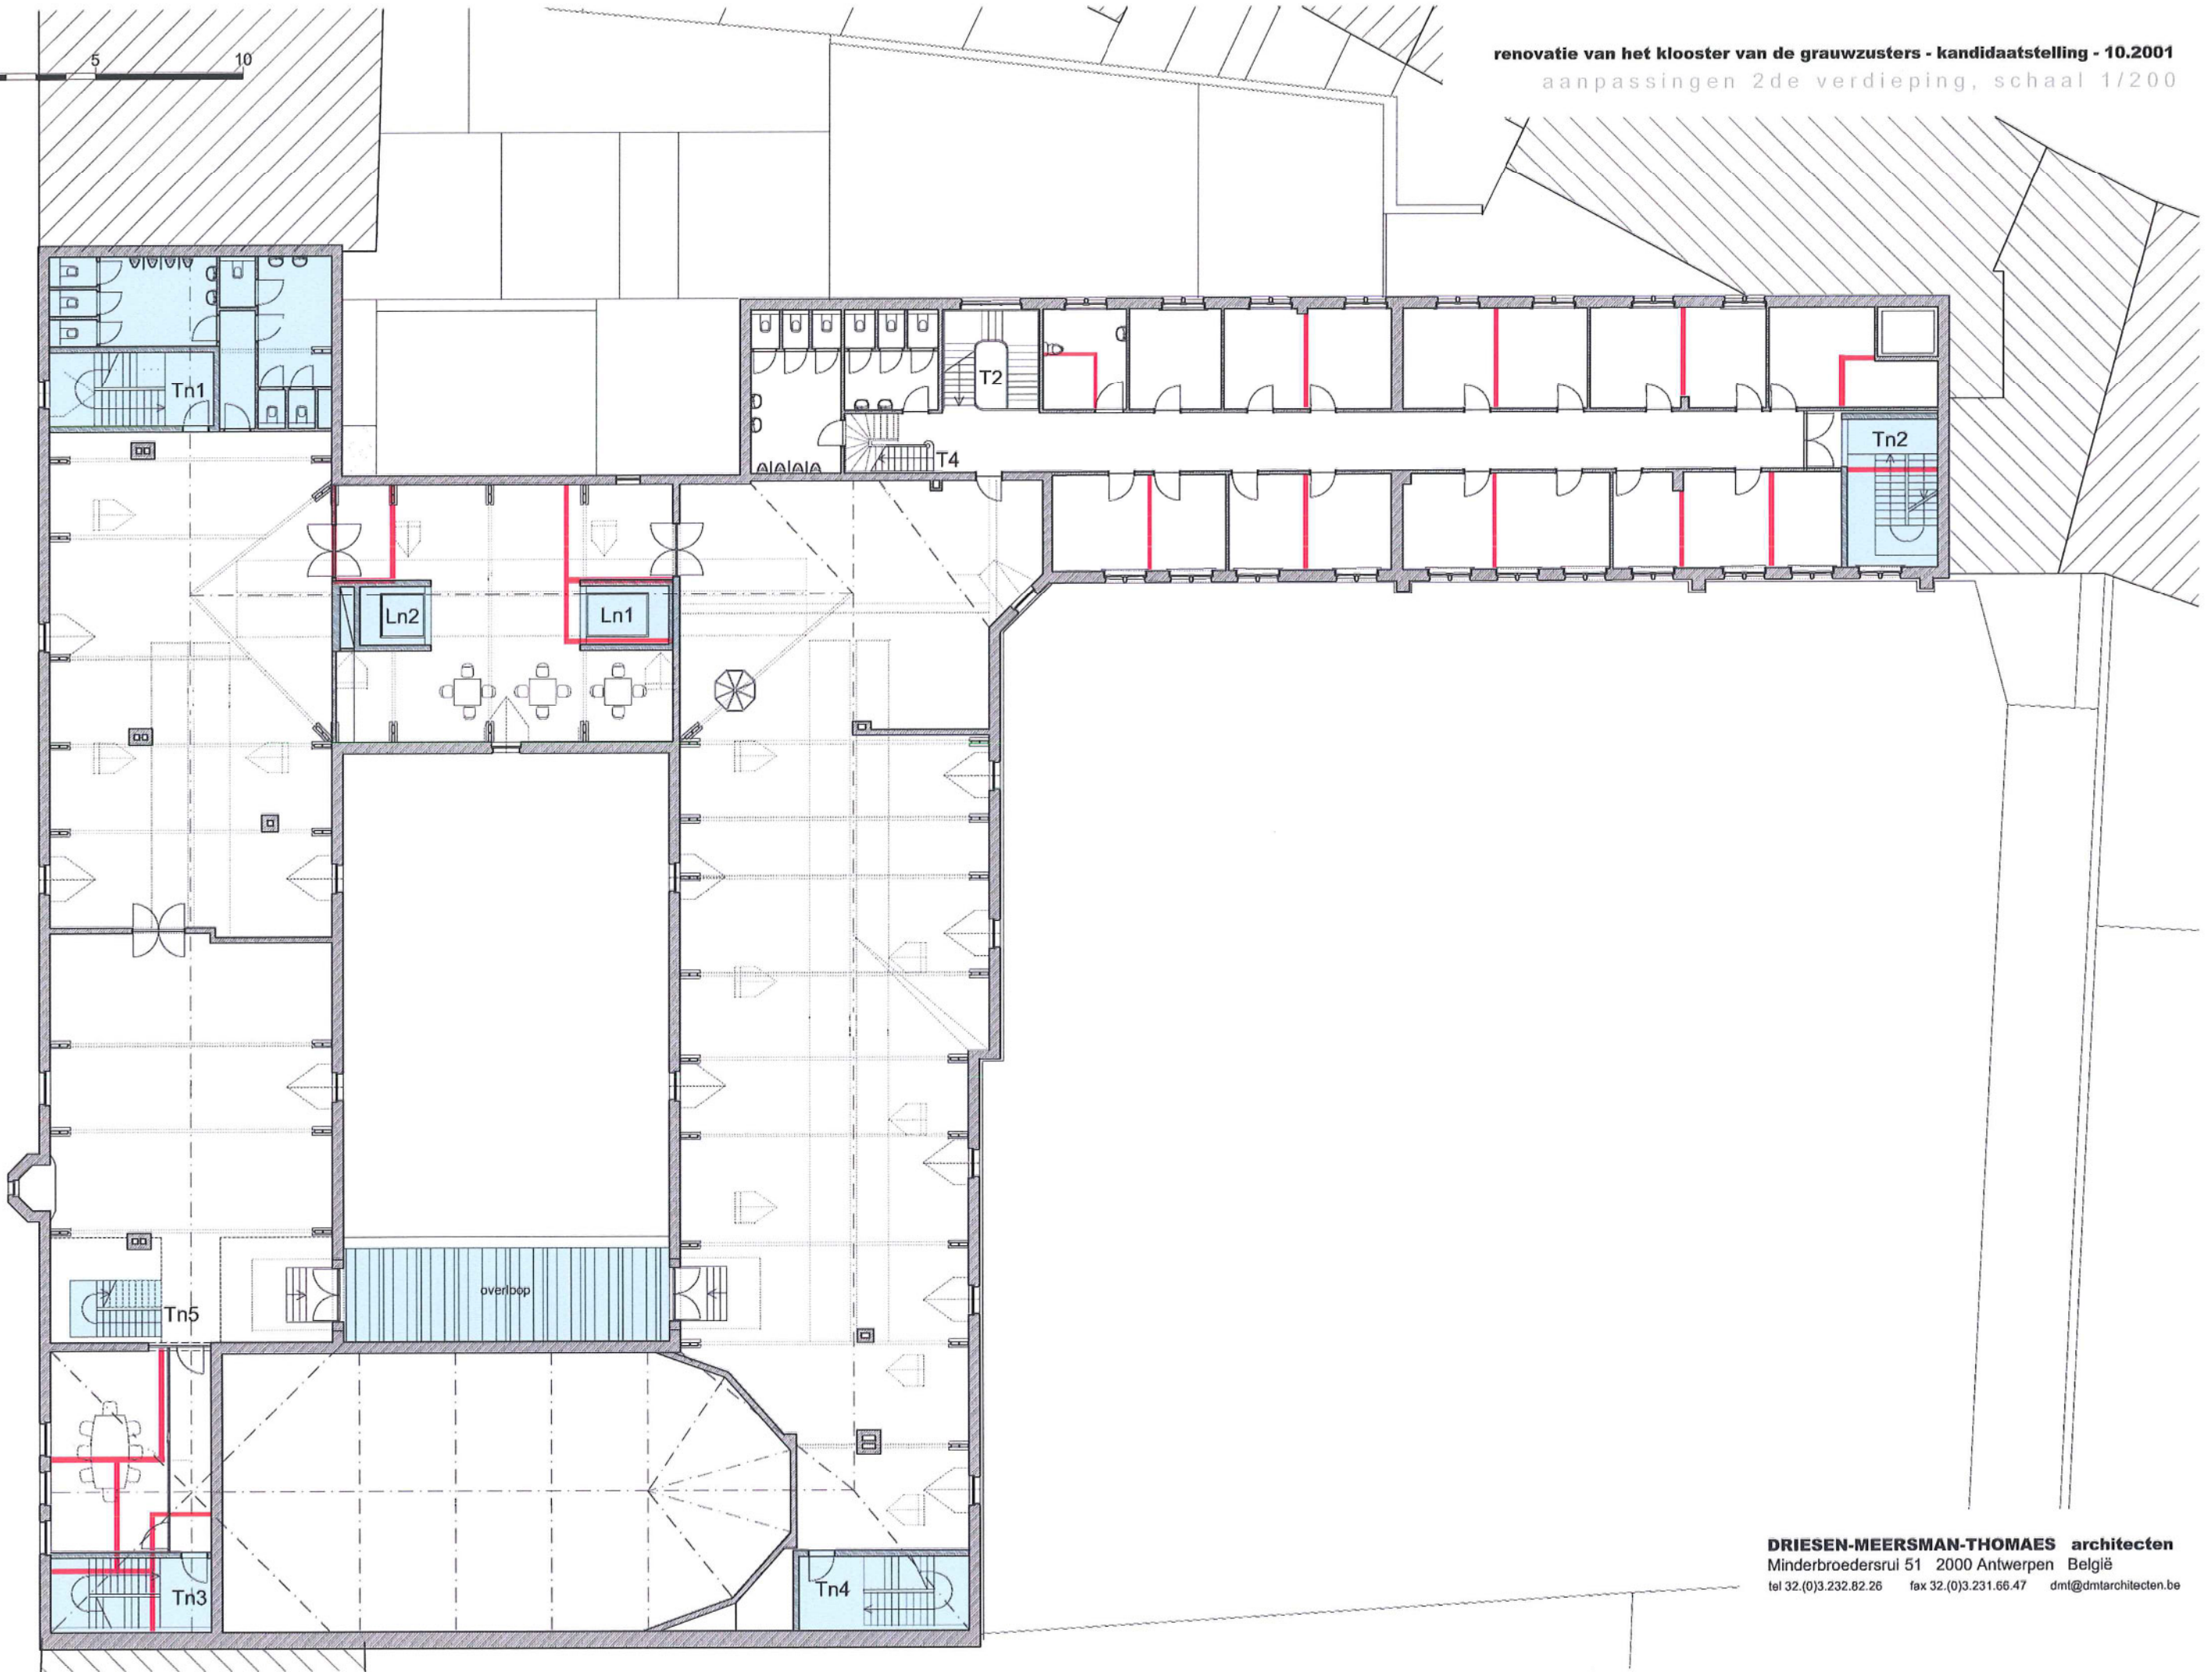 5 10
renovatie van het klooster van de grauwzusters - kandidaatstelling - 10.2001
aanpassingen 2de verdieping, schaal 1/200
Tn1
T2
T4
Tn2
Ln2
Ln1
overloop
Tn5
Tn3
Tn4
DRIESEN-MEERSMAN-THOMAES architecten
Minderbroedersrui 51 2000 Antwerpen België
tel 32.(0)3.232.82.26 fax 32.(0)3.231.66.47 dmt@dmtarchitecten.be